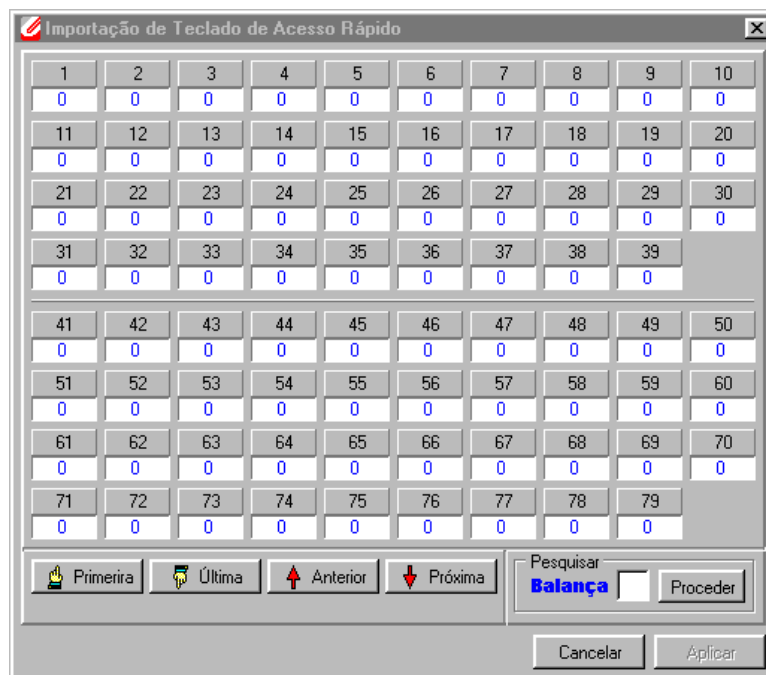 Importação de Teclado de Acesso Rápido
1 2 3 4 5 6 7 8 9 10
0 0 0 0 0 0 0 0 0 0
11 12 13 14 15 16 17 18 19 20
0 0 0 0 0 0 0 0 0 0
21 22 23 24 25 26 27 28 29 30
0 0 0 0 0 0 0 0 0 0
31 32 33 34 35 36 37 38 39
0 0 0 0 0 0 0 0 0
41 42 43 44 45 46 47 48 49 50
0 0 0 0 0 0 0 0 0 0
51 52 53 54 55 56 57 58 59 60
0 0 0 0 0 0 0 0 0 0
61 62 63 64 65 66 67 68 69 70
0 0 0 0 0 0 0 0 0 0
71 72 73 74 75 76 77 78 79
0 0 0 0 0 0 0 0 0
Primerira Última Anterior Próxima
Pesquisar
Balança Proceder
Cancelar Aplicar